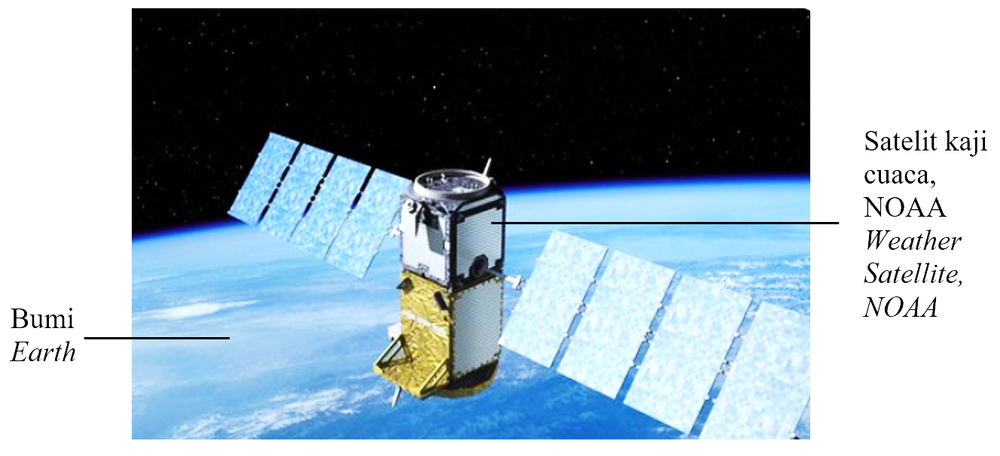 Bumi
Earth
Satelit kaji
cuaca,
NOAA
Weather
Satellite,
NOAA